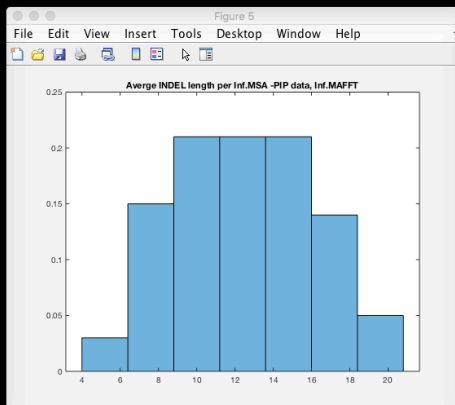 Figure 5
File Edit View Insert Tools Desktop Window Help
Averge INDEL length per Inf.MSA -PIP data, Inf.MAFFT
0.25
0.2
0.15
0.1
0.05
0
4 6 8 10 12 14 16 18 20